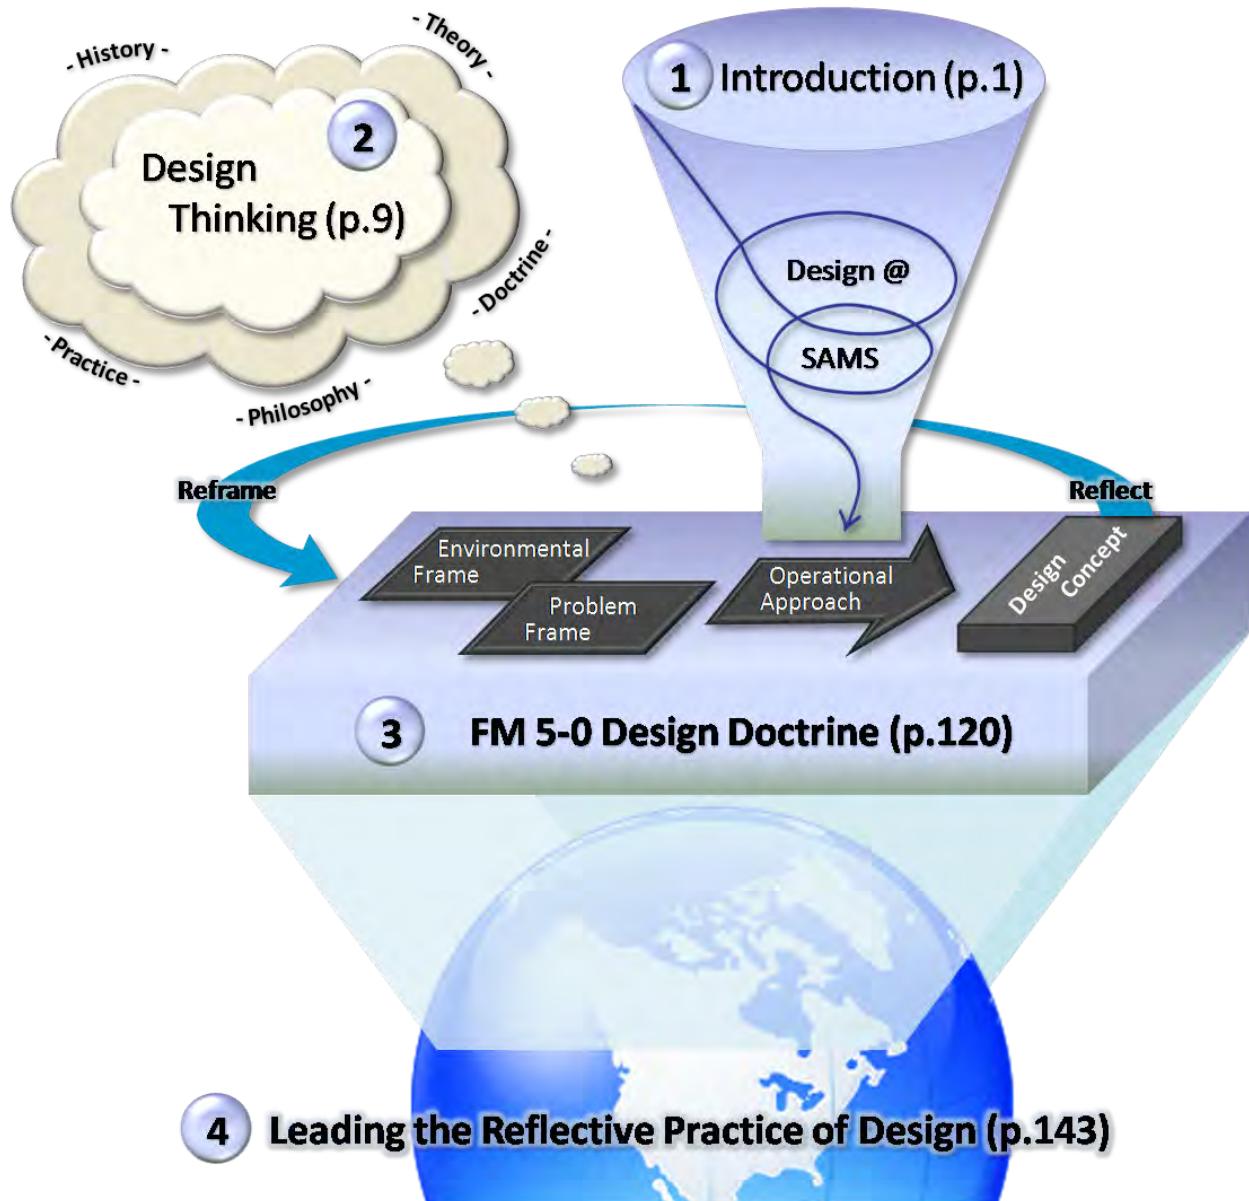 - History -
- Theory -
2
Design
Thinking (p.9)
- Doctrine -
- Practice -
- Philosophy -
1 Introduction (p.1)
Design @
SAMS
Reframe
Reflect
Environmental
Frame
Problem
Frame
Operational
Approach
Design
Concept
3 FM 5-0 Design Doctrine (p.120)
4 Leading the Reflective Practice of Design (p.143)